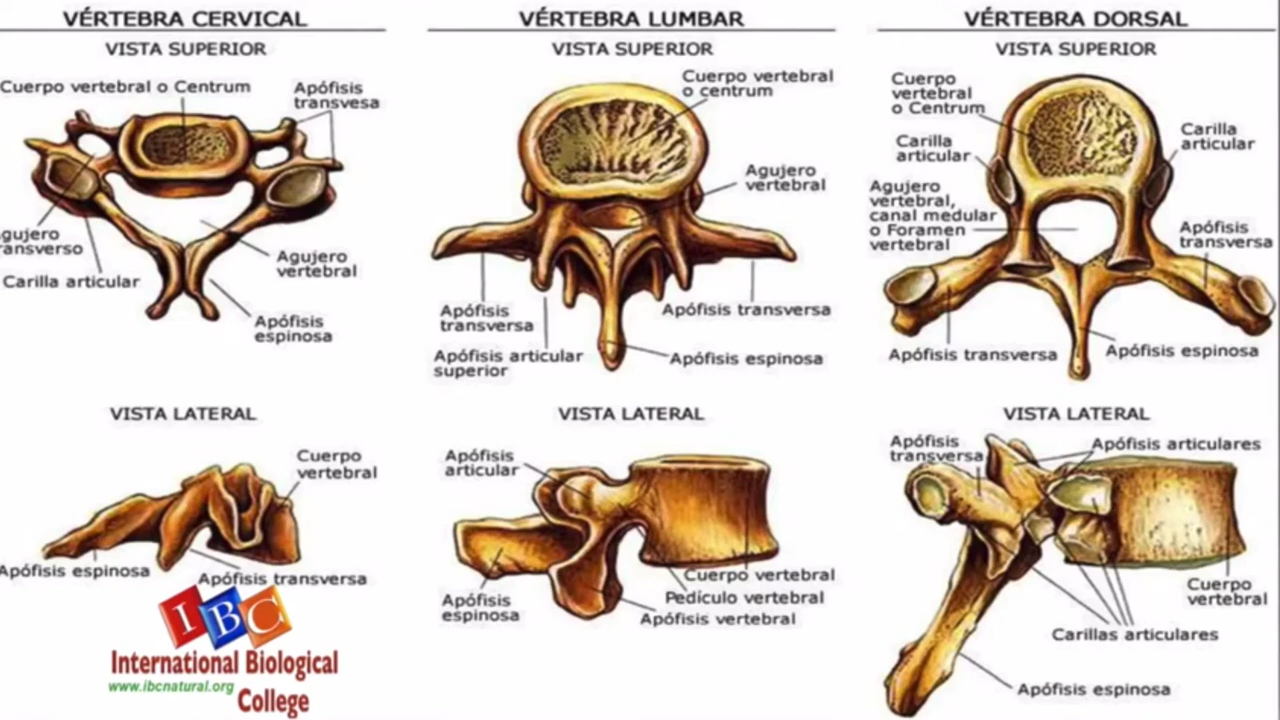 VÉRTEBRA CERVICAL
VISTA SUPERIOR
Cuerpo vertebral o Centrum
Apófisis
transvesa
gujero
ransverso
Carilla articular
Agujero
vertebral
Apófisis
espinosa
VISTA LATERAL
Cuerpo
vertebral
Apófisis espinosa
Apófisis transversa
VÉRTEBRA LUMBAR
VISTA SUPERIOR
Cuerpo vertebral
o centrum
Agujero
vertebral
Apófisis
transversa
Apófisis transversa
Apófisis articular
superior
Apófisis espinosa
VISTA LATERAL
Apófisis
articular
Cuerpo vertebral
Pedículo vertebral
Apófisis
espinosa
Apófisis vertebral
VÉRTEBRA DORSAL
VISTA SUPERIOR
Cuerpo
vertebral
o Centrum
Carilla
articular
Carilla
articular
Agujero
vertebral,
canal medular
o Foramen
vertebral
Apófisis
transversa
Apófisis transversa
Apófisis espinosa
VISTA LATERAL
Apófisis
transversa
Apófisis articulares
Cuerpo
vertebral
Carillas articulares
Apófisis espinosa
IBC
International Biological
www.ibcnatural.org
College